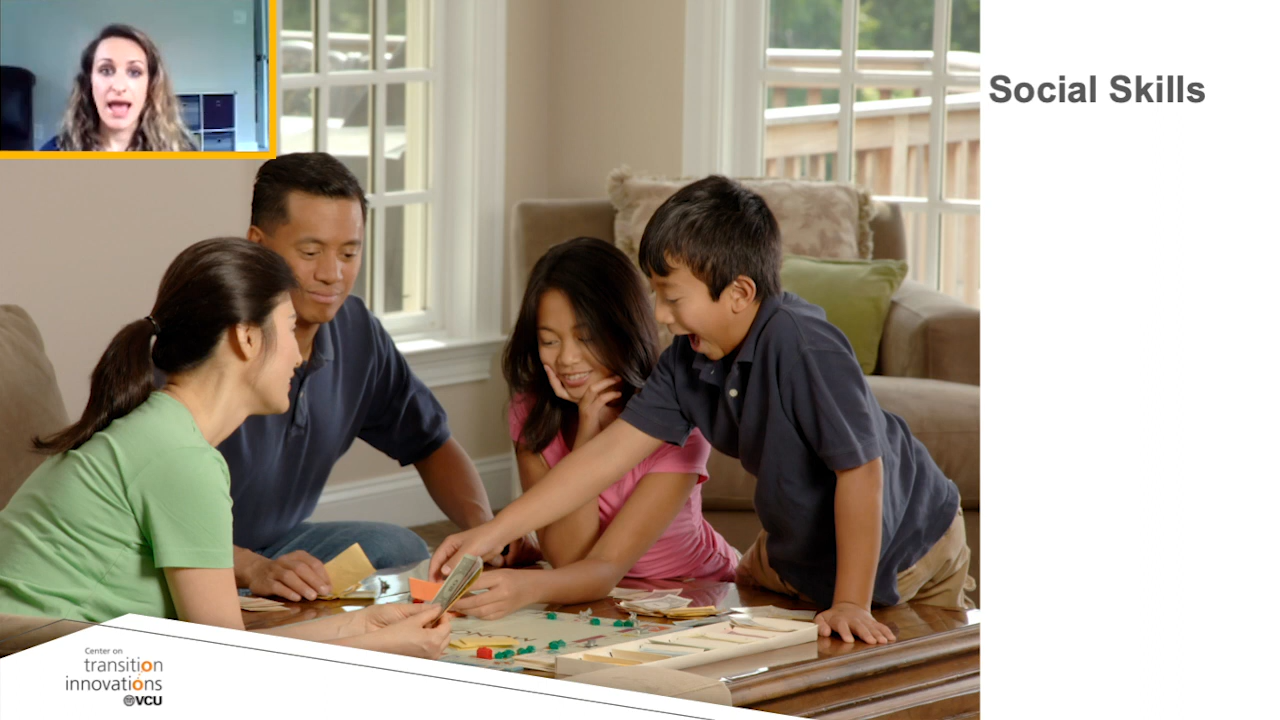 Social Skills
Center on
transition
innovations
@VCU